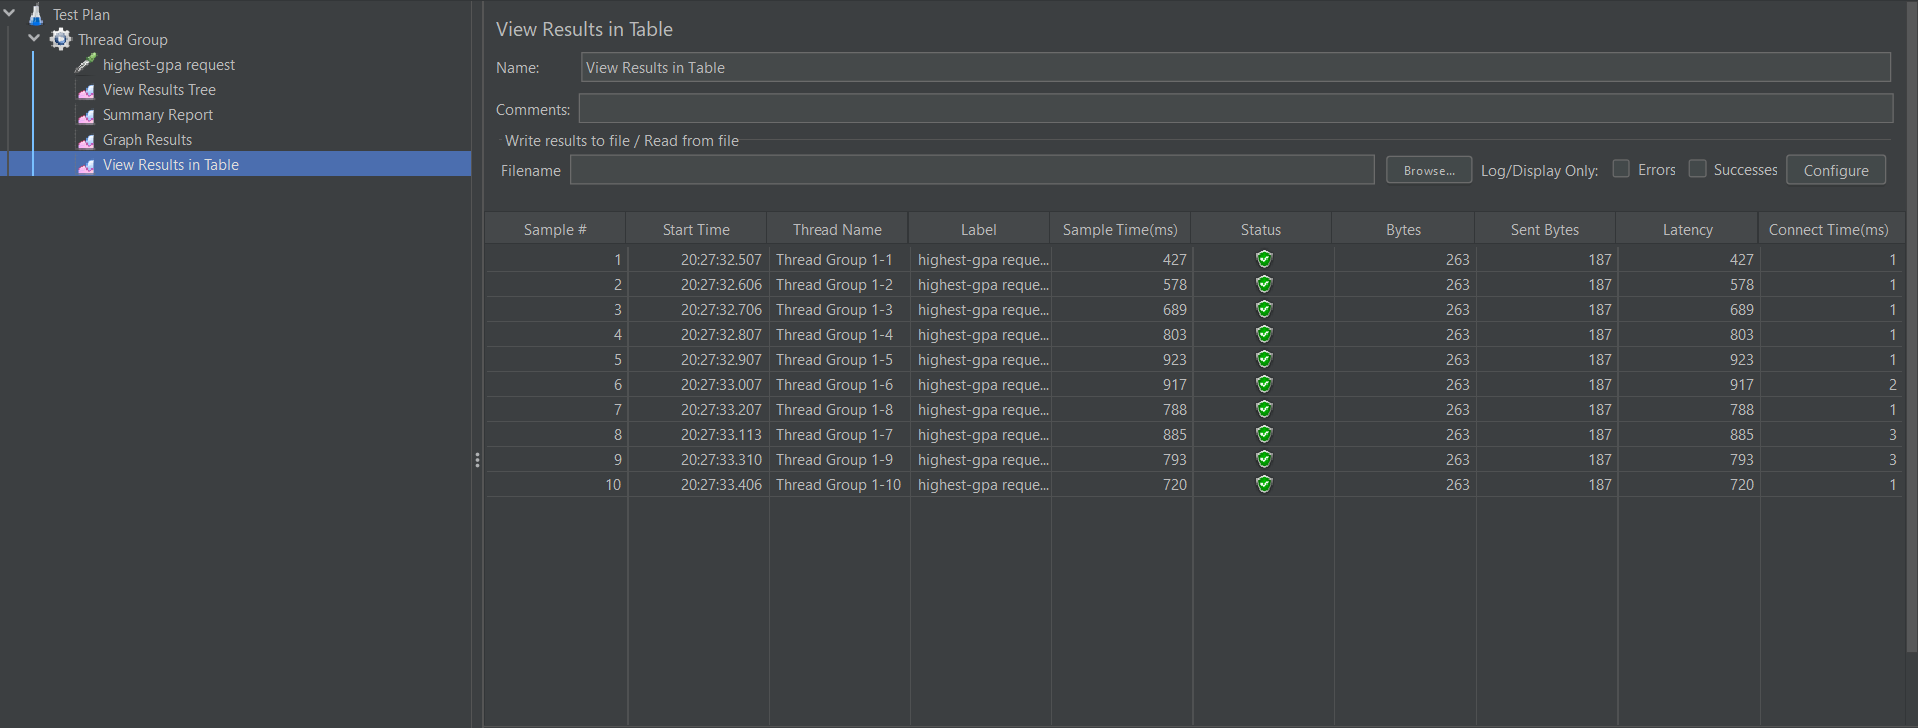 Test Plan
Thread Group
highest-gpa request
View Results Tree
Summary Report
Graph Results
View Results in Table
View Results in Table
Name: View Results in Table
Comments:
Write results to file / Read from file
Filename Browse... Log/Display Only: Errors Successes Configure
Sample # Start Time Thread Name Label Sample Time(ms) Status Bytes Sent Bytes Latency Connect Time(ms)
1 20:27:32.507 Thread Group 1-1 highest-gpa reque... 427 263 187 427 1
2 20:27:32.606 Thread Group 1-2 highest-gpa reque... 578 263 187 578 1
3 20:27:32.706 Thread Group 1-3 highest-gpa reque... 689 263 187 689 1
4 20:27:32.807 Thread Group 1-4 highest-gpa reque... 803 263 187 803 1
5 20:27:32.907 Thread Group 1-5 highest-gpa reque... 923 263 187 923 1
6 20:27:33.007 Thread Group 1-6 highest-gpa reque... 917 263 187 917 2
7 20:27:33.207 Thread Group 1-8 highest-gpa reque... 788 263 187 788 1
8 20:27:33.113 Thread Group 1-7 highest-gpa reque... 885 263 187 885 3
9 20:27:33.310 Thread Group 1-9 highest-gpa reque... 793 263 187 793 3
10 20:27:33.406 Thread Group 1-10 highest-gpa reque... 720 263 187 720 1